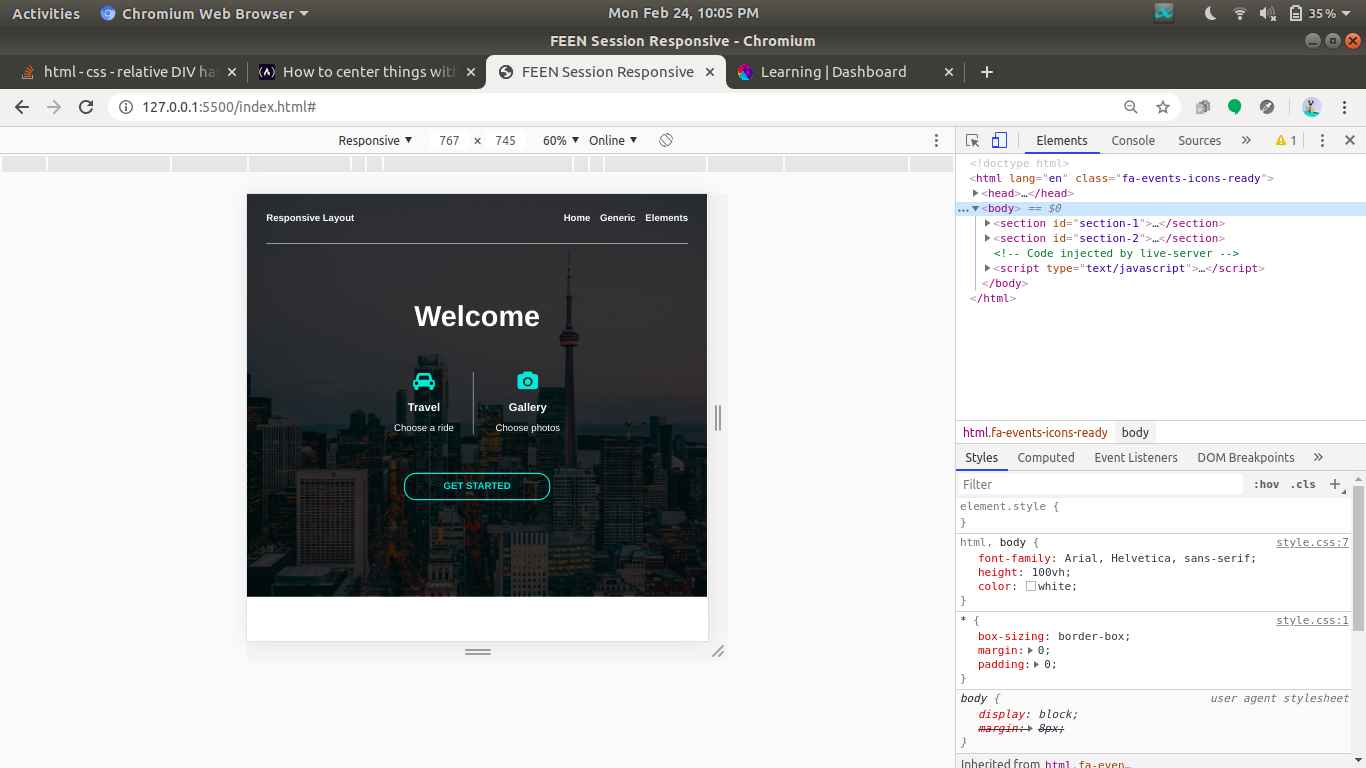 Activities Chromium Web Browser Mon Feb 24, 10:05 PM 35%
FEEN Session Responsive - Chromium
html - css - relative DIV ha How to center things with FEEN Session Responsive Learning | Dashboard
127.0.0.1:5500/index.html#
Responsive 767 x 745 60% Online
Elements Console Sources 1
<!doctype html>
<html lang="en" class="fa-events-icons-ready">
<head>…</head>
<body> == $0
<section id="section-1">…</section>
<section id="section-2">…</section>
<!-- Code injected by live-server -->
<script type="text/javascript">…</script>
</body>
</html>
Responsive Layout Home Generic Elements
Welcome
Travel Gallery
Choose a ride Choose photos
GET STARTED
html.fa-events-icons-ready body
Styles Computed Event Listeners DOM Breakpoints
Filter :hov .cls
element.style {
}
html, body { style.css:7
font-family: Arial, Helvetica, sans-serif;
height: 100vh;
color: white;
}
* { style.css:1
box-sizing: border-box;
margin: 0;
padding: 0;
}
body { user agent stylesheet
display: block;
margin: 8px;
}
Inherited from html.fa-even…